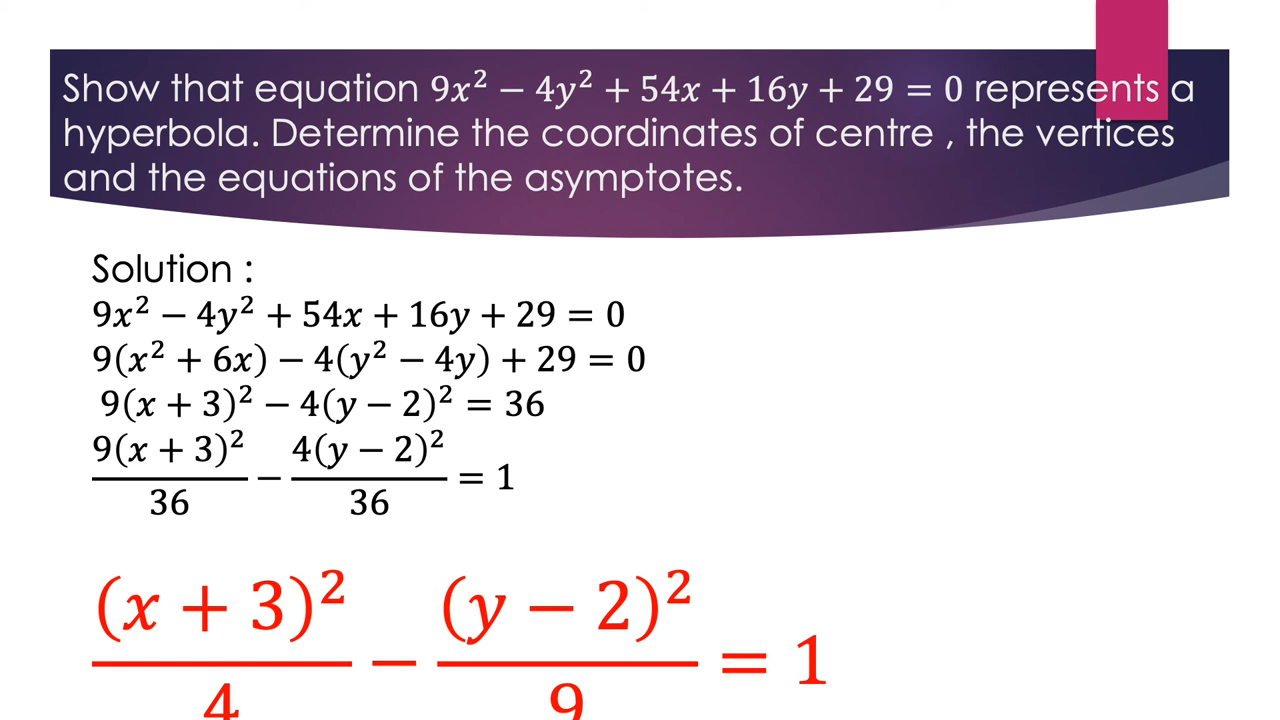 Show that equation 9x² − 4y² + 54x + 16y + 29 = 0 represents a
hyperbola. Determine the coordinates of centre , the vertices
and the equations of the asymptotes.
Solution :
9x² − 4y² + 54x + 16y + 29 = 0
9(x² + 6x) − 4(y² − 4y) + 29 = 0
9(x + 3)² − 4(y − 2)² = 36
9(x + 3)²/36 − 4(y − 2)²/36 = 1
(x + 3)²/4 − (y − 2)²/9 = 1